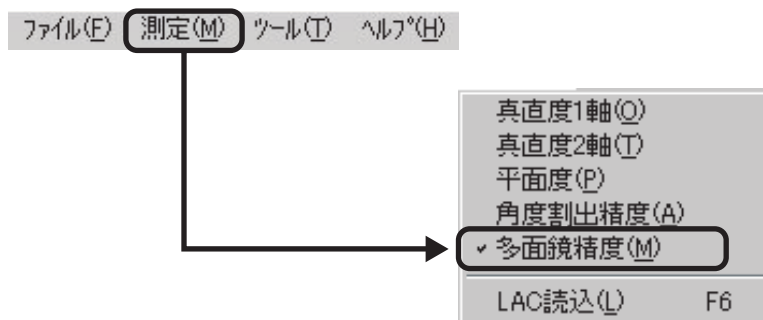 ﾌｧｲﾙ(F) 測定(M) ﾂｰﾙ(T) ﾍﾙﾌﾟ(H)
真直度1軸(O)
真直度2軸(T)
平面度(P)
角度割出精度(A)
✓ 多面鏡精度(M)
LAC読込(L) F6